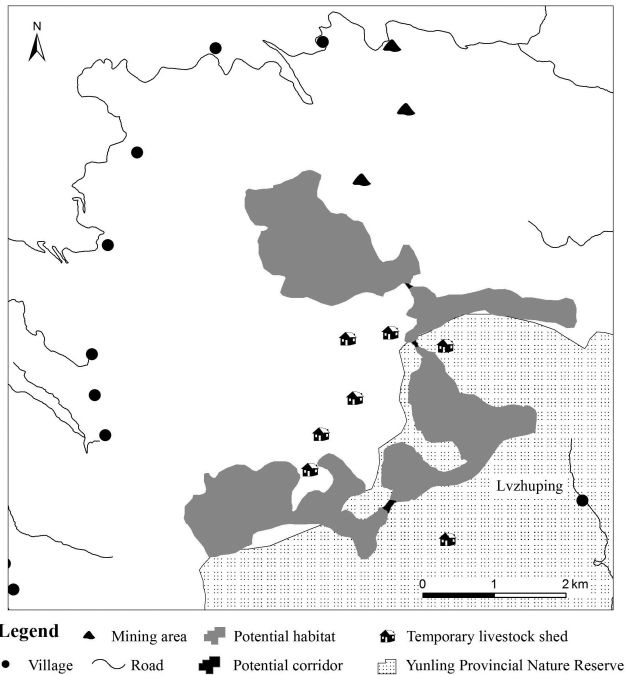 N
Lvzhuping
0 1 2 km
Legend Mining area Potential habitat Temporary livestock shed
Village Road Potential corridor Yunling Provincial Nature Reserve